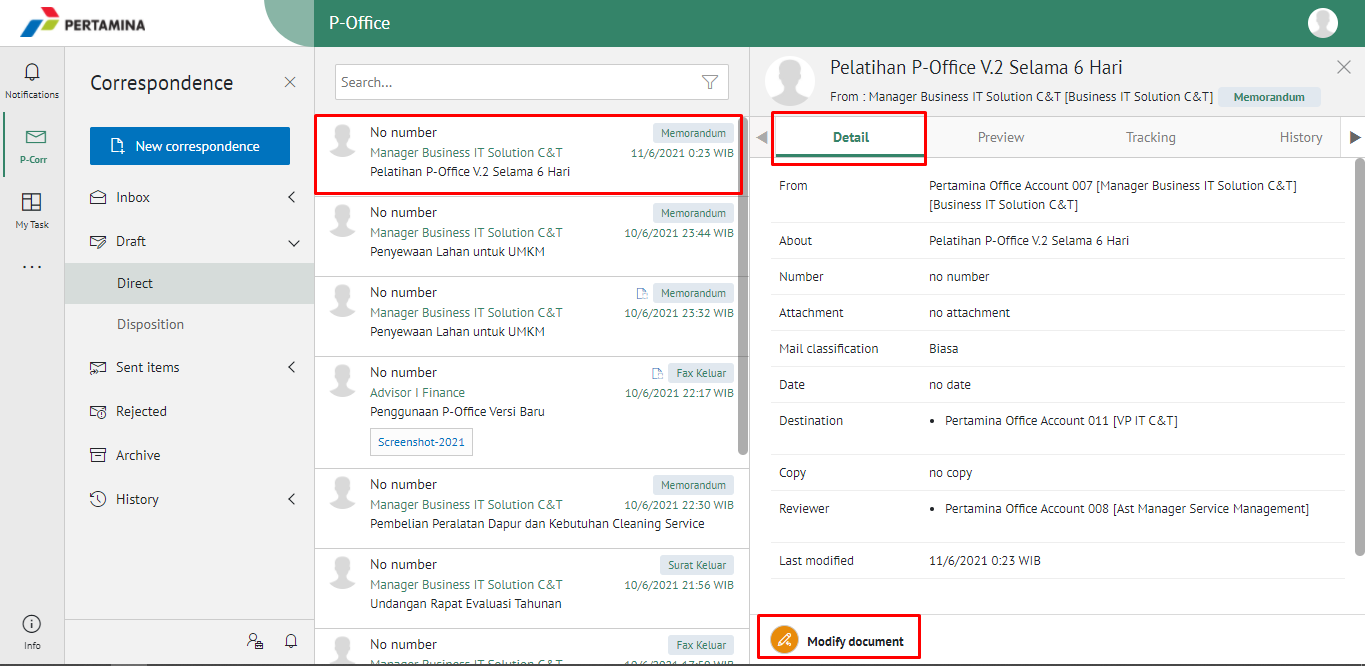 PERTAMINA
P-Office
Notifications
P-Corr
My Task
...
Info
Correspondence
New correspondence
Inbox
Draft
Direct
Disposition
Sent items
Rejected
Archive
History
Search...
No number
Memorandum
Manager Business IT Solution C&T
11/6/2021 0:23 WIB
Pelatihan P-Office V.2 Selama 6 Hari
No number
Memorandum
Manager Business IT Solution C&T
10/6/2021 23:44 WIB
Penyewaan Lahan untuk UMKM
No number
Memorandum
Manager Business IT Solution C&T
10/6/2021 23:32 WIB
Penyewaan Lahan untuk UMKM
No number
Fax Keluar
Advisor I Finance
10/6/2021 22:17 WIB
Penggunaan P-Office Versi Baru
Screenshot-2021
No number
Memorandum
Manager Business IT Solution C&T
10/6/2021 22:30 WIB
Pembelian Peralatan Dapur dan Kebutuhan Cleaning Service
No number
Surat Keluar
Manager Business IT Solution C&T
10/6/2021 21:56 WIB
Undangan Rapat Evaluasi Tahunan
No number
Fax Keluar
Manager Business IT Solution C&T
Pelatihan P-Office V.2 Selama 6 Hari
From : Manager Business IT Solution C&T [Business IT Solution C&T]
Memorandum
Detail
Preview
Tracking
History
From
Pertamina Office Account 007 [Manager Business IT Solution C&T]
[Business IT Solution C&T]
About
Pelatihan P-Office V.2 Selama 6 Hari
Number
no number
Attachment
no attachment
Mail classification
Biasa
Date
no date
Destination
• Pertamina Office Account 011 [VP IT C&T]
Copy
no copy
Reviewer
• Pertamina Office Account 008 [Ast Manager Service Management]
Last modified
11/6/2021 0:23 WIB
Modify document